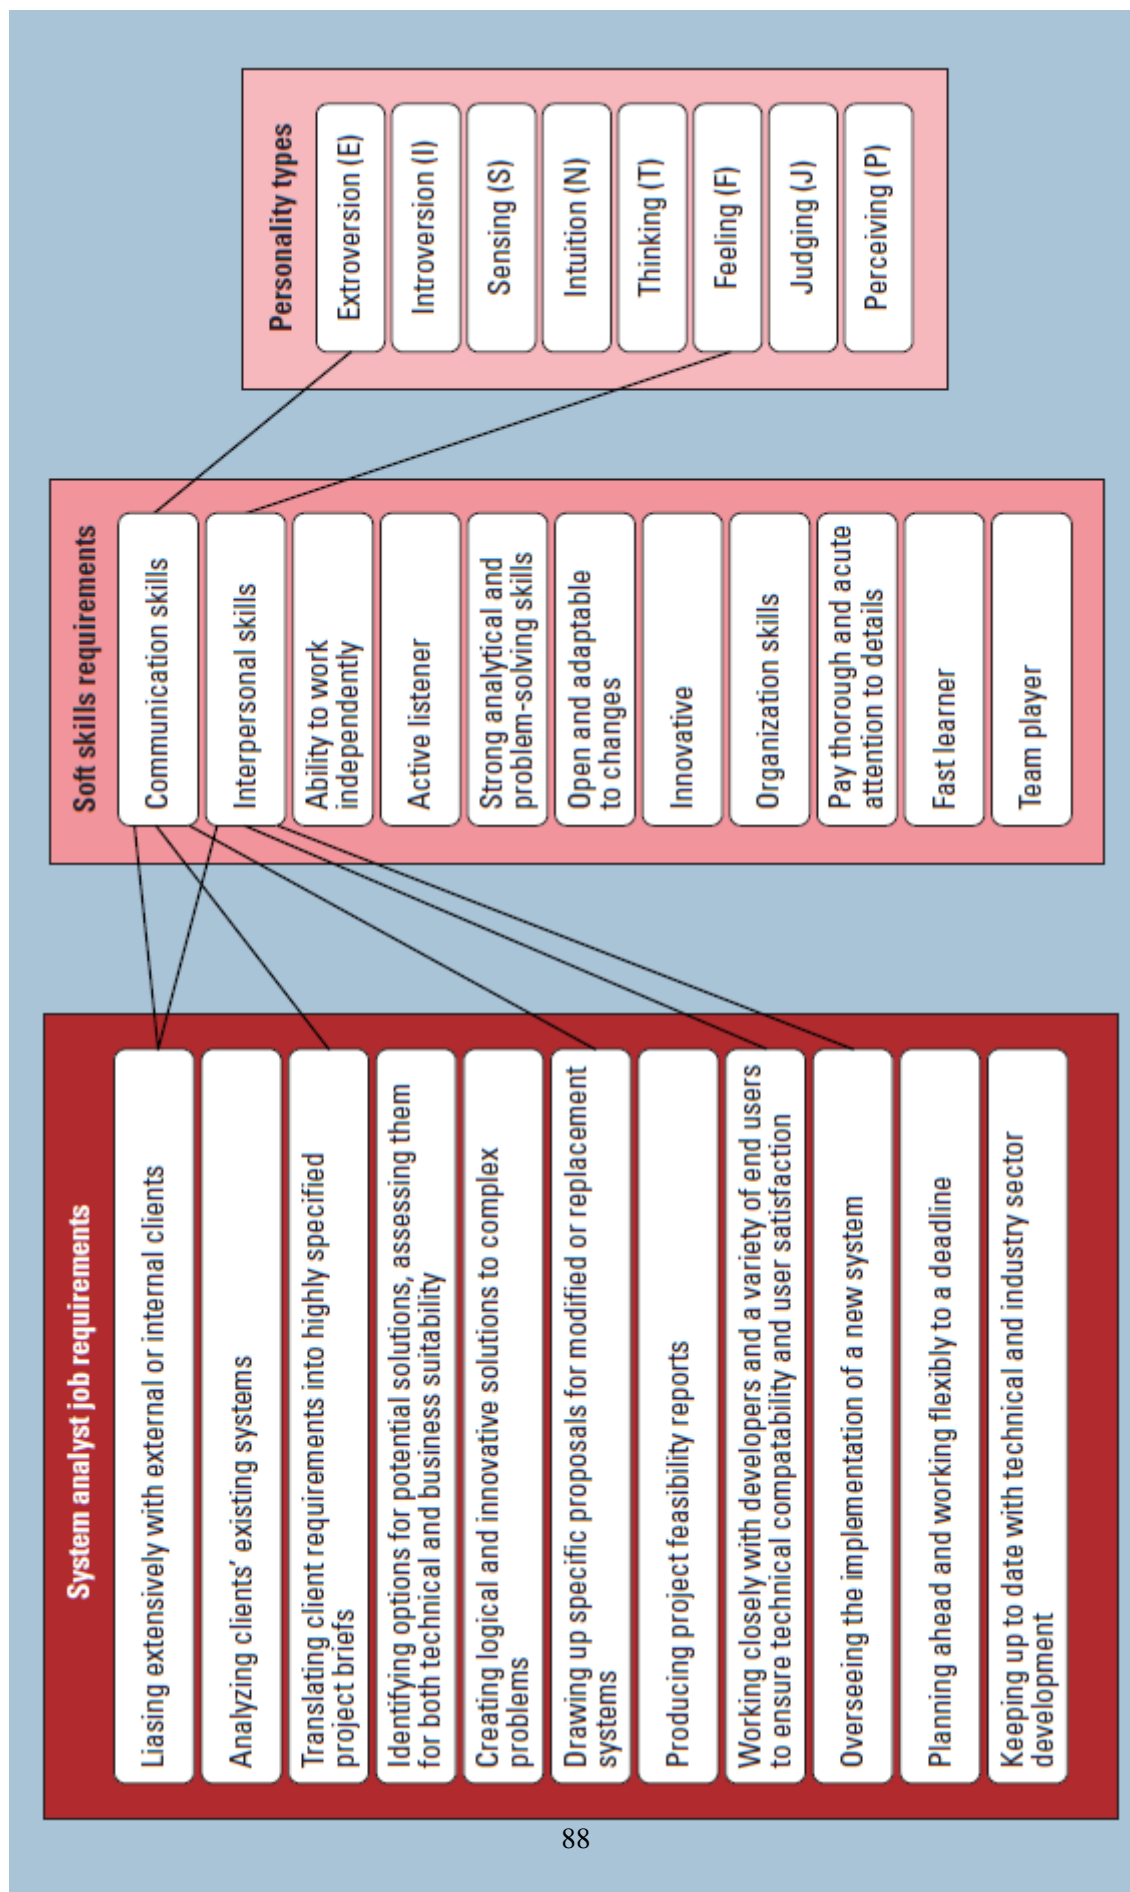 System analyst job requirements
Liasing extensively with external or internal clients
Analyzing clients' existing systems
Translating client requirements into highly specified
project briefs
Identifying options for potential solutions, assessing them
for both technical and business suitability
Creating logical and innovative solutions to complex
problems
Drawing up specific proposals for modified or replacement
systems
Producing project feasibility reports
Working closely with developers and a variety of end users
to ensure technical compatability and user satisfaction
Overseeing the implementation of a new system
Planning ahead and working flexibly to a deadline
Keeping up to date with technical and industry sector
development
Soft skills requirements
Communication skills
Interpersonal skills
Ability to work
independently
Active listener
Strong analytical and
problem-solving skills
Open and adaptable
to changes
Innovative
Organization skills
Pay thorough and acute
attention to details
Fast learner
Team player
Personality types
Extroversion (E)
Introversion (I)
Sensing (S)
Intuition (N)
Thinking (T)
Feeling (F)
Judging (J)
Perceiving (P)
88